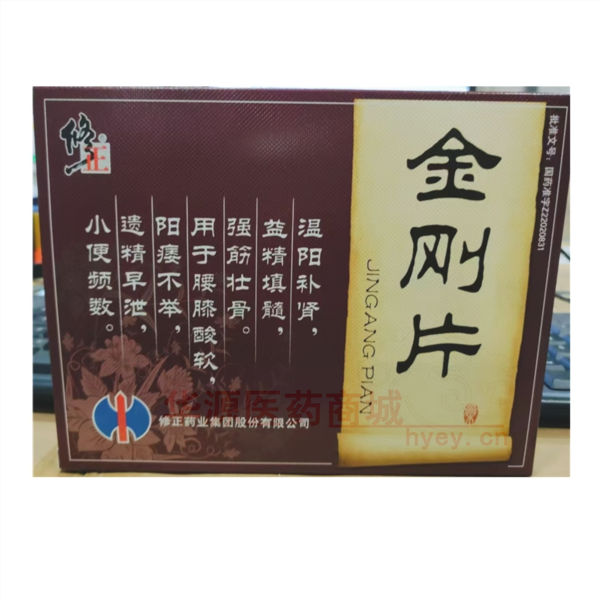 批准文号：国药准字Z22020831
金刚片
JINGANG PIAN
温阳补肾，
益精填髓，
强筋壮骨。
用于腰膝酸软，
阳痿不举，
遗精早泄，
小便频数。
修正
修正药业集团股份有限公司
华源医药商城
hyey.cn